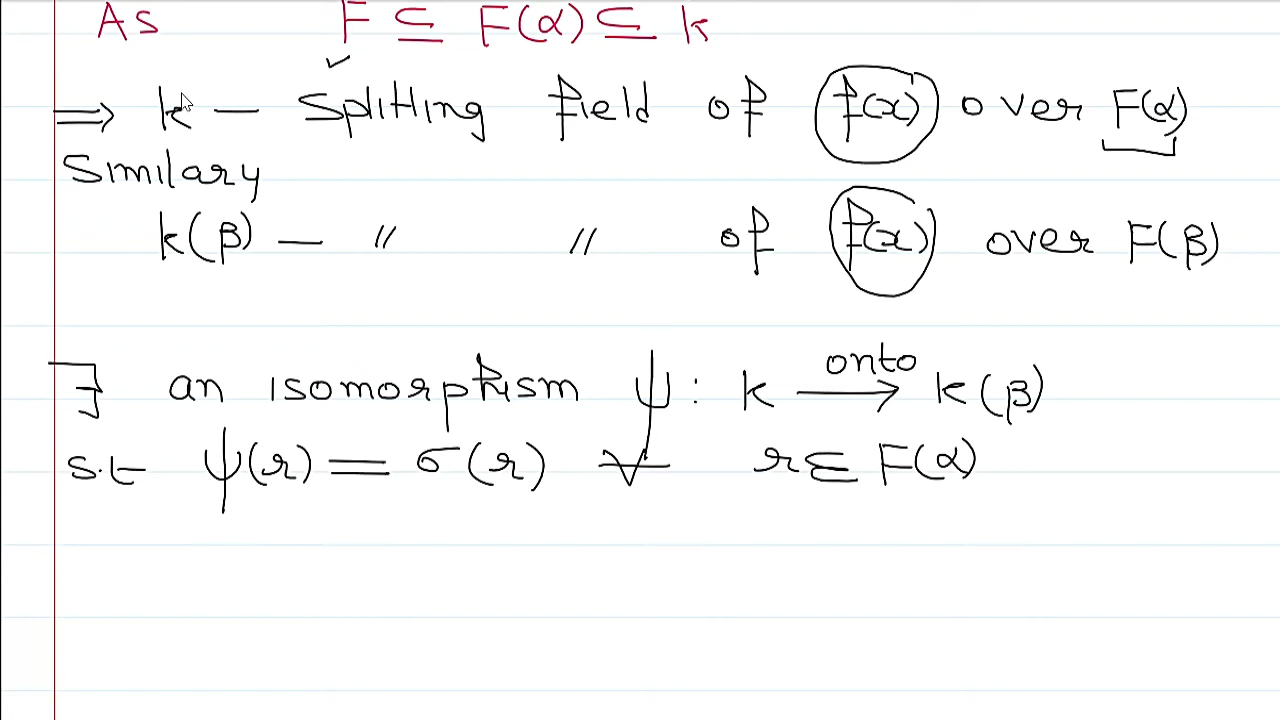 As F ⊆ F(α) ⊆ k
⟹ k — Splitting field of f(x) over F(α)
Similary
k(β) — " " of f(x) over F(β)
∃ an isomorphism ψ : k ⟶ onto k(β)
s.t ψ(r) = σ(r) ∀ r ∈ F(α)